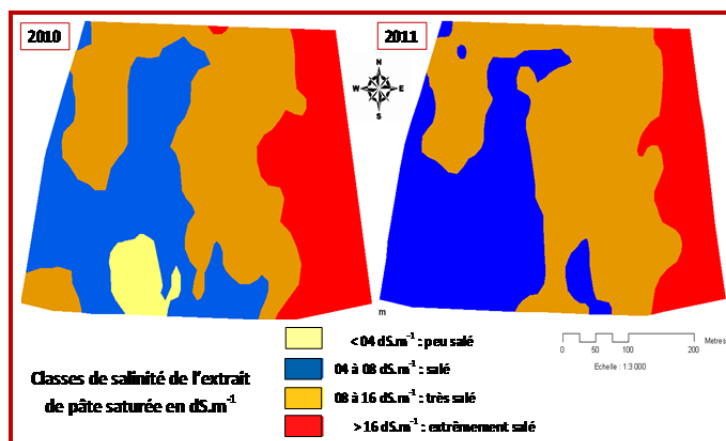 2010
2011
N
W E
S
m
< 04 dS.m⁻¹ : peu salé
04 à 08 dS.m⁻¹ : salé
08 à 16 dS.m⁻¹ : très salé
> 16 dS.m⁻¹ : extrêmement salé
Classes de salinité de l'extrait
de pâte saturée en dS.m⁻¹
Metres
0 50 100 200
Echelle : 1:3 000